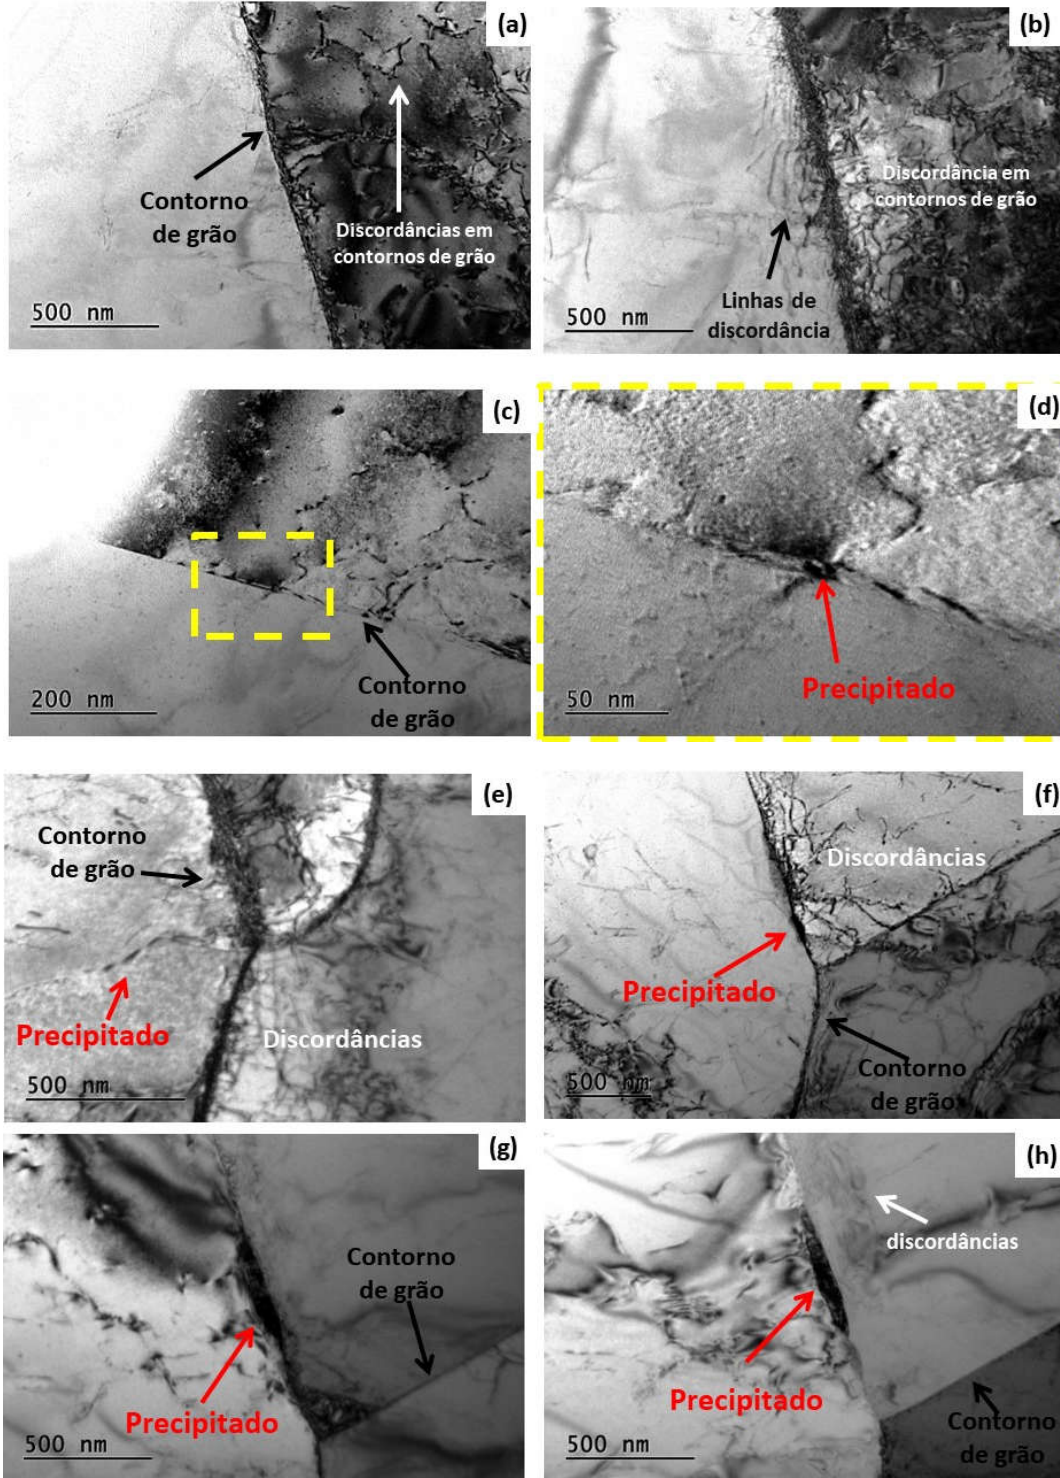 (a)
Contorno
de grão
Discordâncias em
contornos de grão
500 nm
(b)
Discordância em
contornos de grão
Linhas de
discordância
500 nm
(c)
Contorno
de grão
200 nm
(d)
Precipitado
50 nm
(e)
Contorno
de grão
Precipitado
Discordâncias
500 nm
(f)
Discordâncias
Precipitado
Contorno
de grão
500 nm
(g)
Contorno
de grão
Precipitado
500 nm
(h)
discordâncias
Precipitado
Contorno
de grão
500 nm